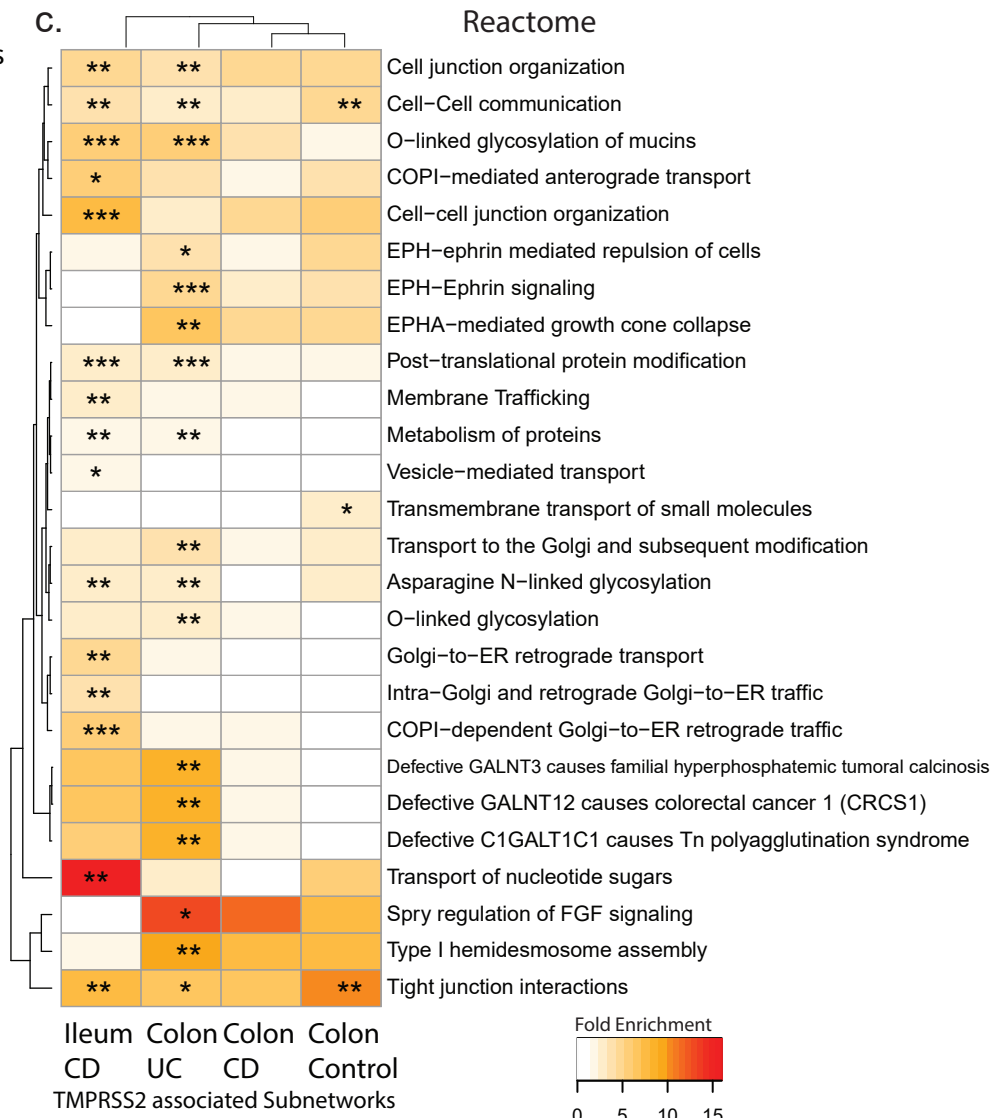 C.
Reactome
s
** ** Cell junction organization
** ** ** Cell−Cell communication
*** *** O−linked glycosylation of mucins
* COPI−mediated anterograde transport
*** Cell−cell junction organization
* EPH−ephrin mediated repulsion of cells
*** EPH−Ephrin signaling
** EPHA−mediated growth cone collapse
*** *** Post−translational protein modification
** Membrane Trafficking
** ** Metabolism of proteins
* Vesicle−mediated transport
* Transmembrane transport of small molecules
** Transport to the Golgi and subsequent modification
** ** Asparagine N−linked glycosylation
** O−linked glycosylation
** Golgi−to−ER retrograde transport
** Intra−Golgi and retrograde Golgi−to−ER traffic
*** COPI−dependent Golgi−to−ER retrograde traffic
** Defective GALNT3 causes familial hyperphosphatemic tumoral calcinosis
** Defective GALNT12 causes colorectal cancer 1 (CRCS1)
** Defective C1GALT1C1 causes Tn polyagglutination syndrome
** Transport of nucleotide sugars
* Spry regulation of FGF signaling
** Type I hemidesmosome assembly
** * ** Tight junction interactions
Ileum Colon Colon Colon
CD UC CD Control
TMPRSS2 associated Subnetworks
Fold Enrichment
0 5 10 15